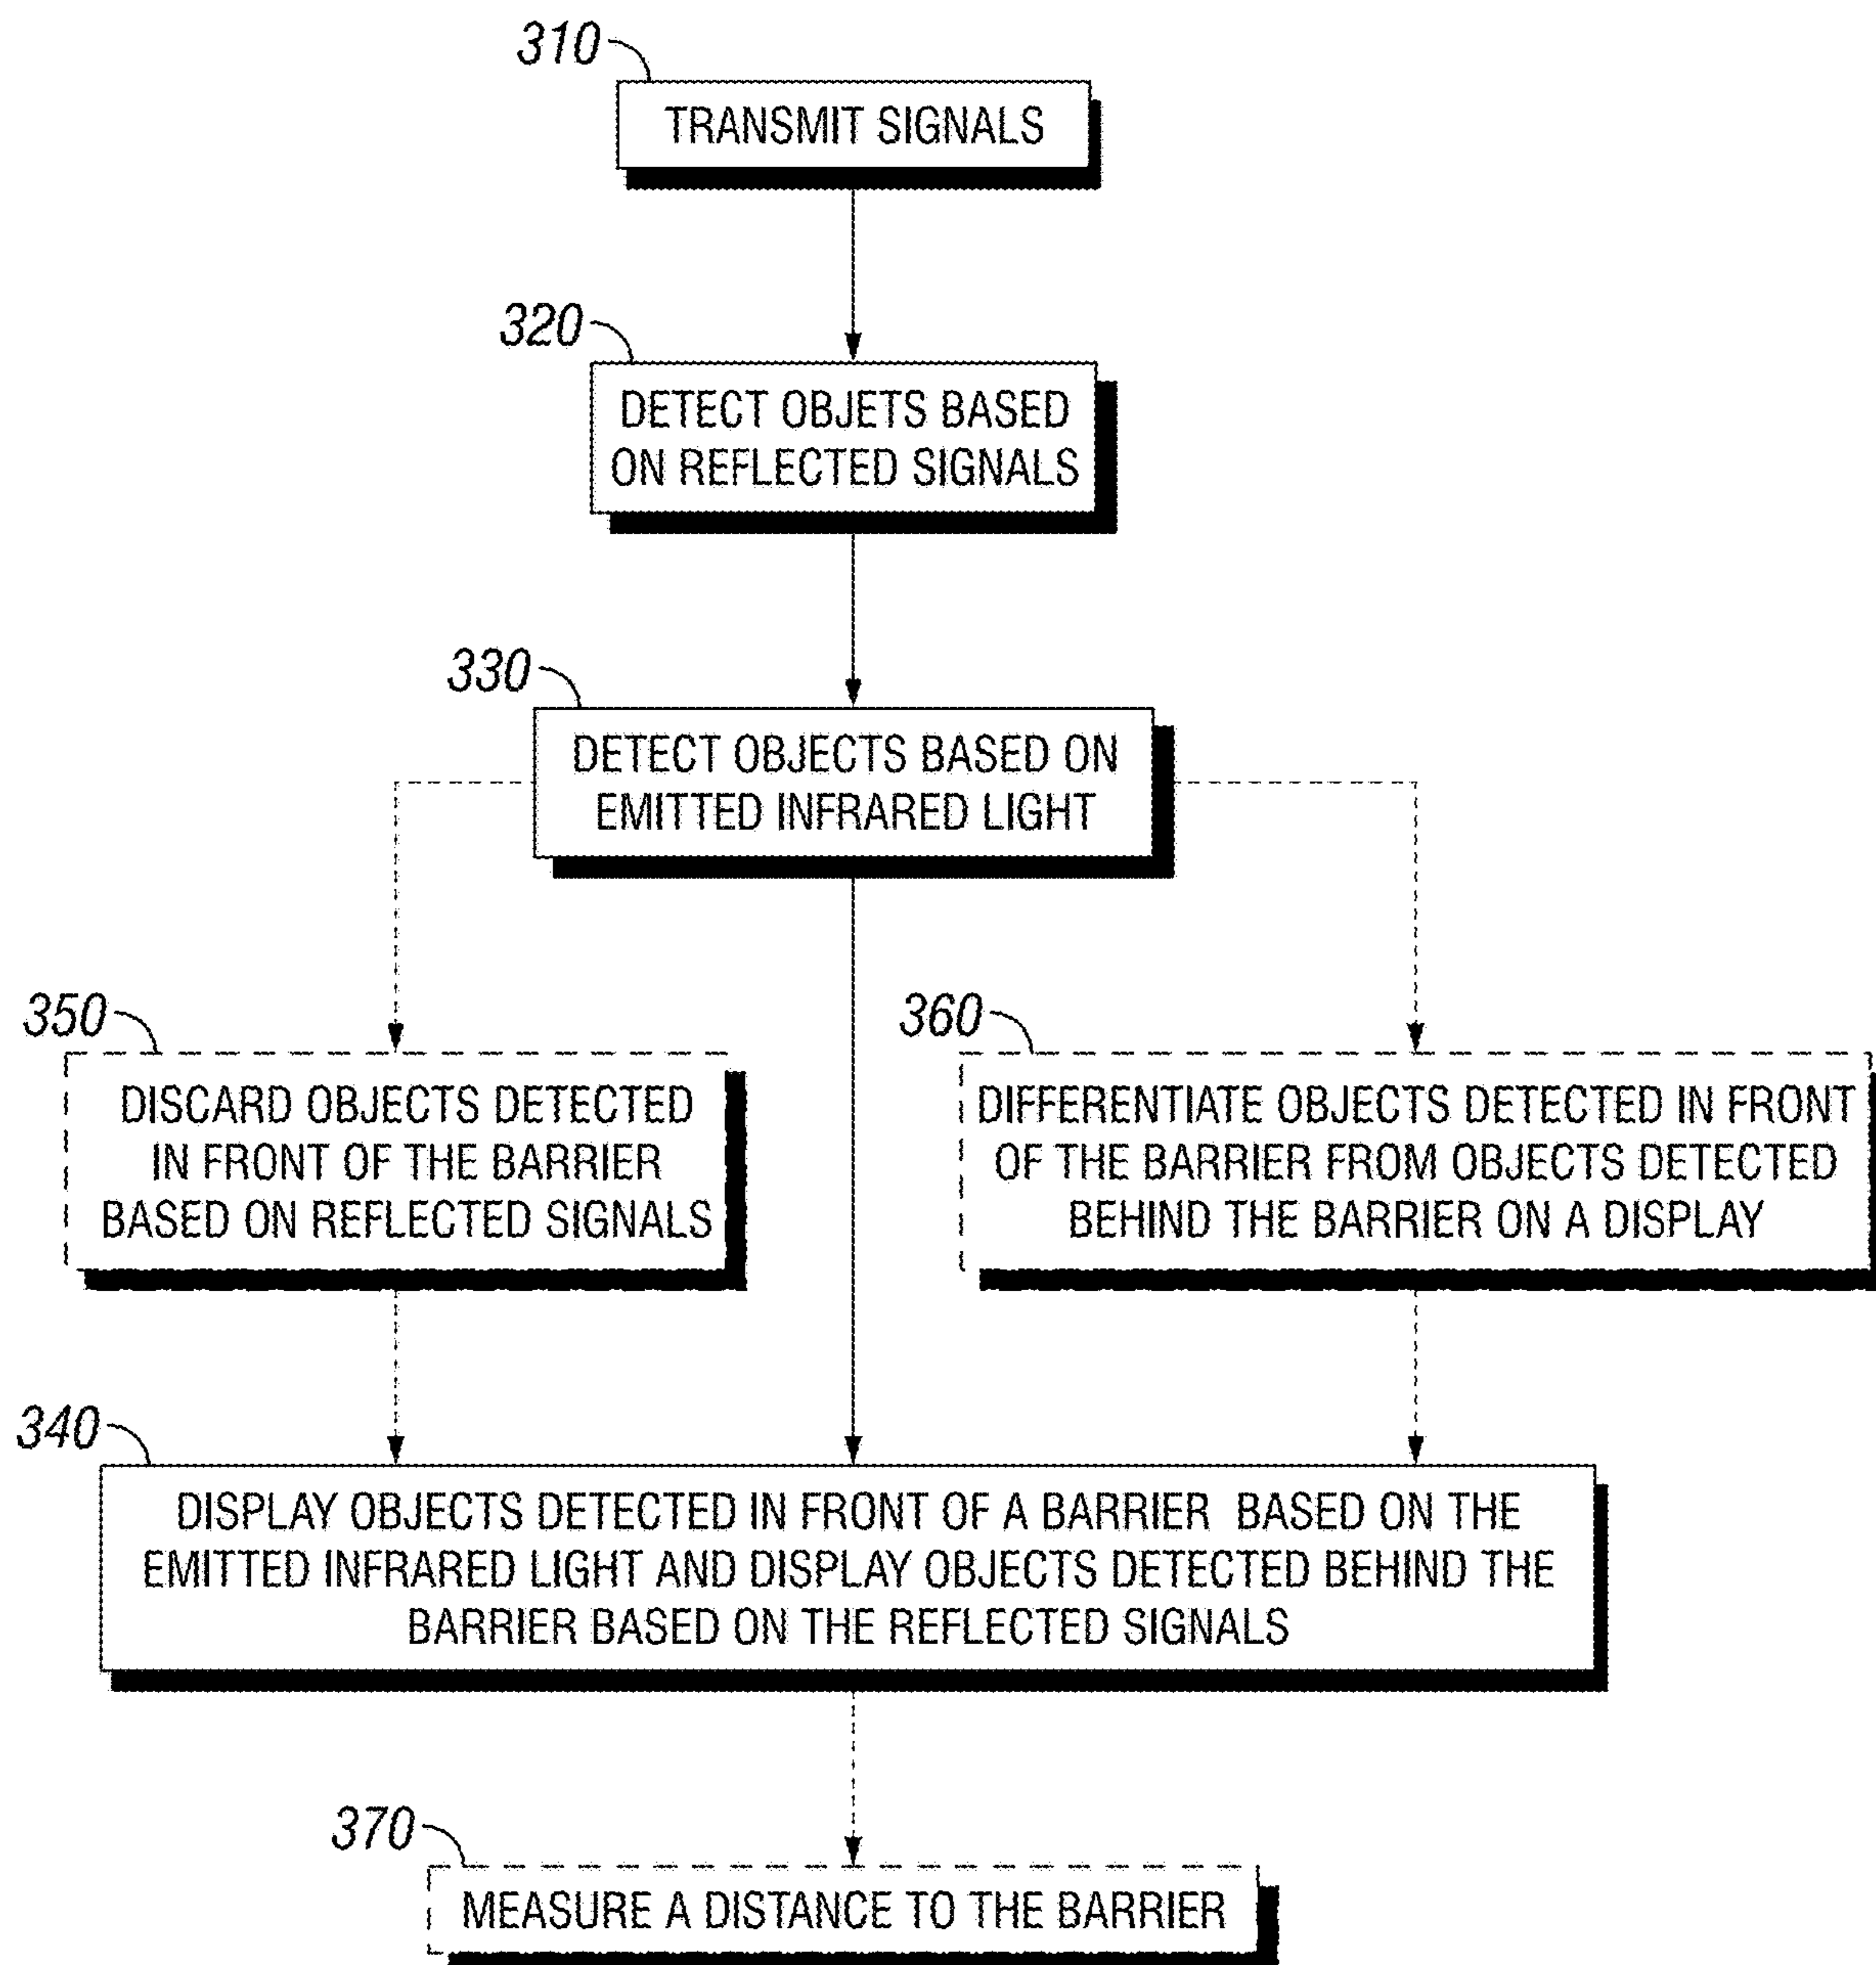 310
TRANSMIT SIGNALS
320
DETECT OBJETS BASED
ON REFLECTED SIGNALS
330
DETECT OBJECTS BASED ON
EMITTED INFRARED LIGHT
350
DISCARD OBJECTS DETECTED
IN FRONT OF THE BARRIER
BASED ON REFLECTED SIGNALS
360
DIFFERENTIATE OBJECTS DETECTED IN FRONT
OF THE BARRIER FROM OBJECTS DETECTED
BEHIND THE BARRIER ON A DISPLAY
340
DISPLAY OBJECTS DETECTED IN FRONT OF A BARRIER BASED ON THE
EMITTED INFRARED LIGHT AND DISPLAY OBJECTS DETECTED BEHIND THE
BARRIER BASED ON THE REFLECTED SIGNALS
370
MEASURE A DISTANCE TO THE BARRIER